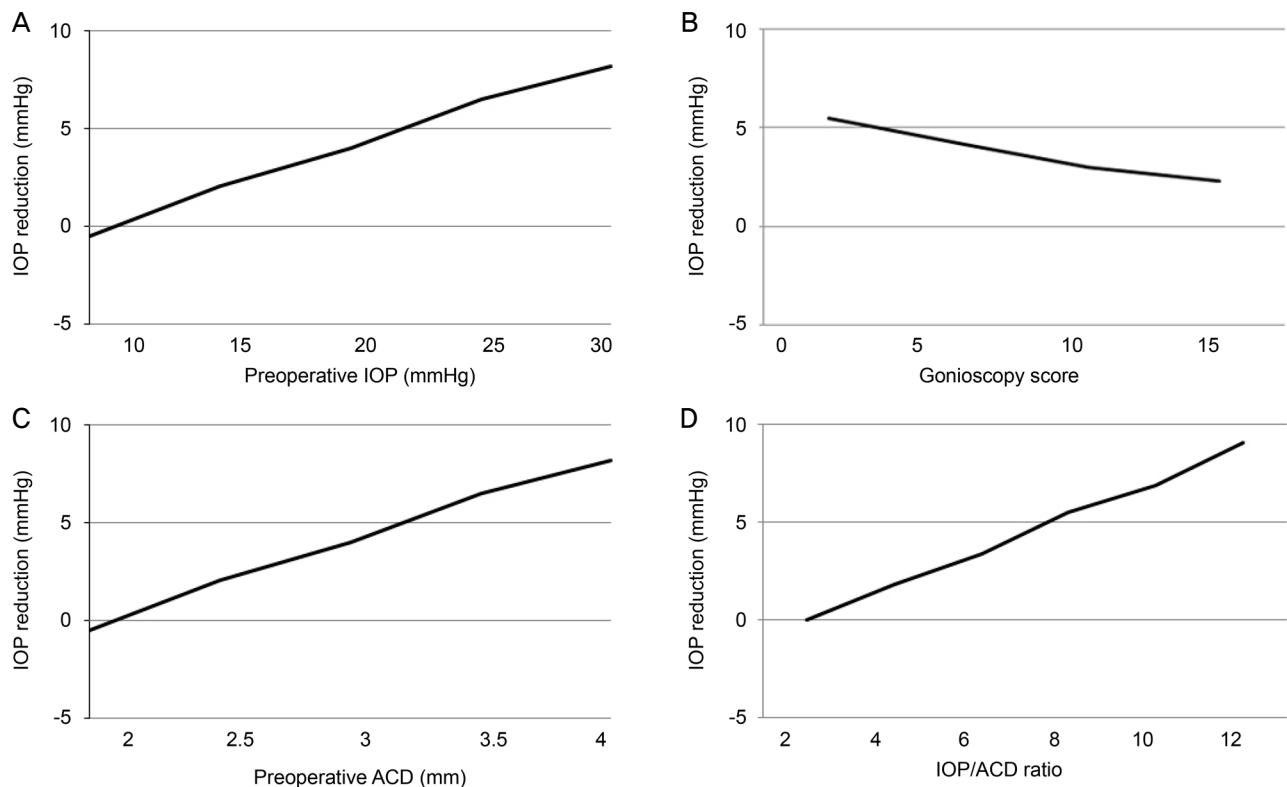 A
10
5
0
-5
IOP reduction (mmHg)
10 15 20 25 30
Preoperative IOP (mmHg)
B
10
5
0
-5
IOP reduction (mmHg)
0 5 10 15
Gonioscopy score
C
10
5
0
-5
IOP reduction (mmHg)
2 2.5 3 3.5 4
Preoperative ACD (mm)
D
10
5
0
-5
IOP reduction (mmHg)
2 4 6 8 10 12
IOP/ACD ratio